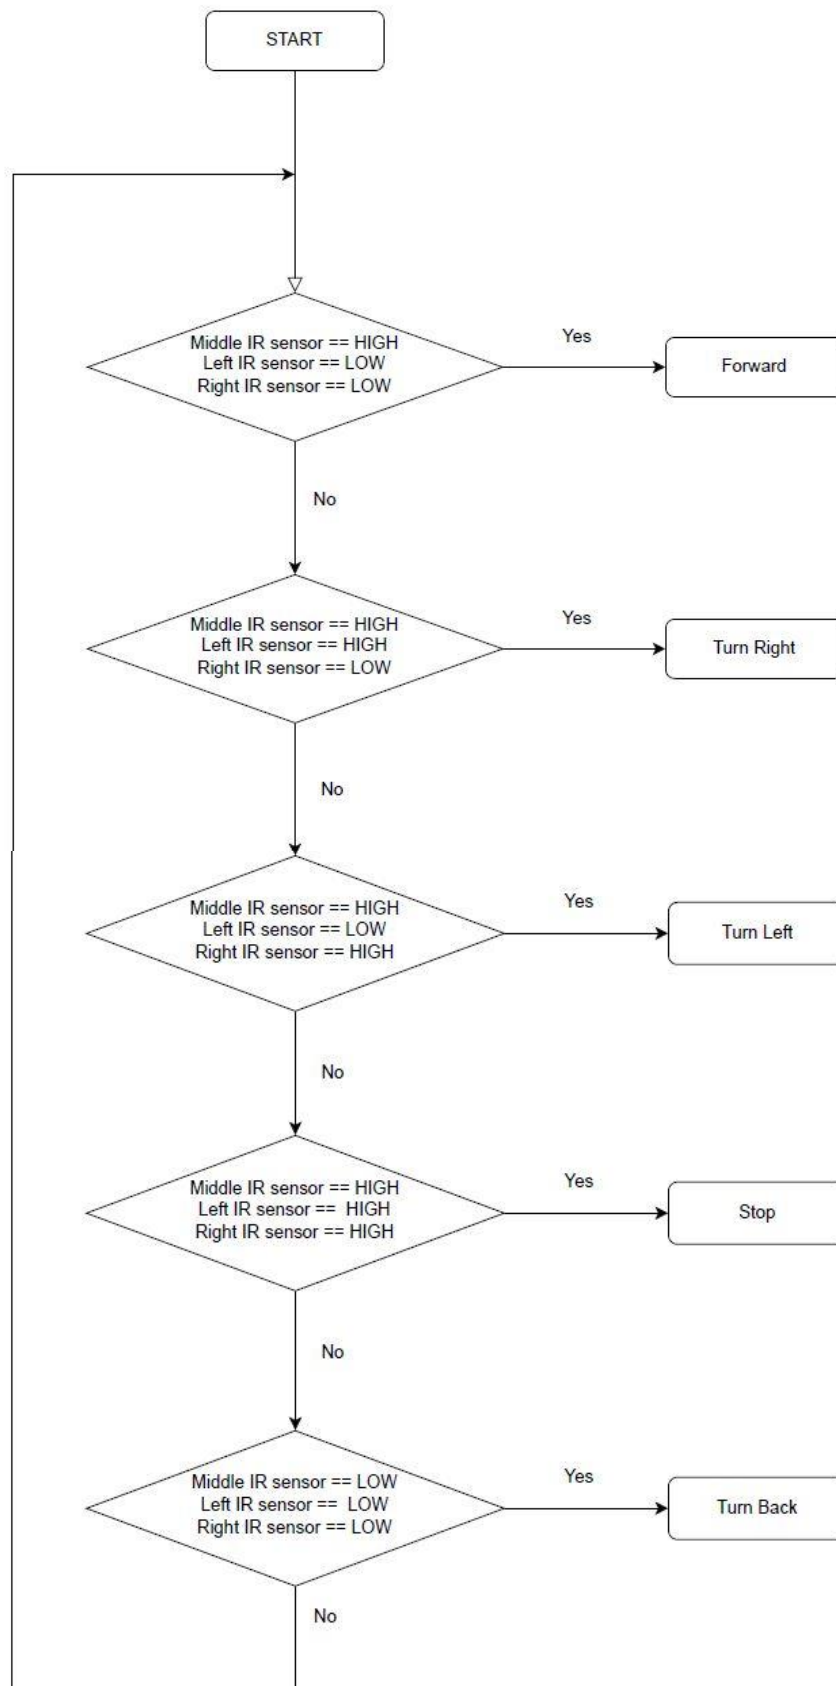 START
Middle IR sensor == HIGH
Left IR sensor == LOW
Right IR sensor == LOW
Yes
Forward
No
Middle IR sensor == HIGH
Left IR sensor == HIGH
Right IR sensor == LOW
Yes
Turn Right
No
Middle IR sensor == HIGH
Left IR sensor == LOW
Right IR sensor == HIGH
Yes
Turn Left
No
Middle IR sensor == HIGH
Left IR sensor ==  HIGH
Right IR sensor == HIGH
Yes
Stop
No
Middle IR sensor == LOW
Left IR sensor ==  LOW
Right IR sensor == LOW
Yes
Turn Back
No